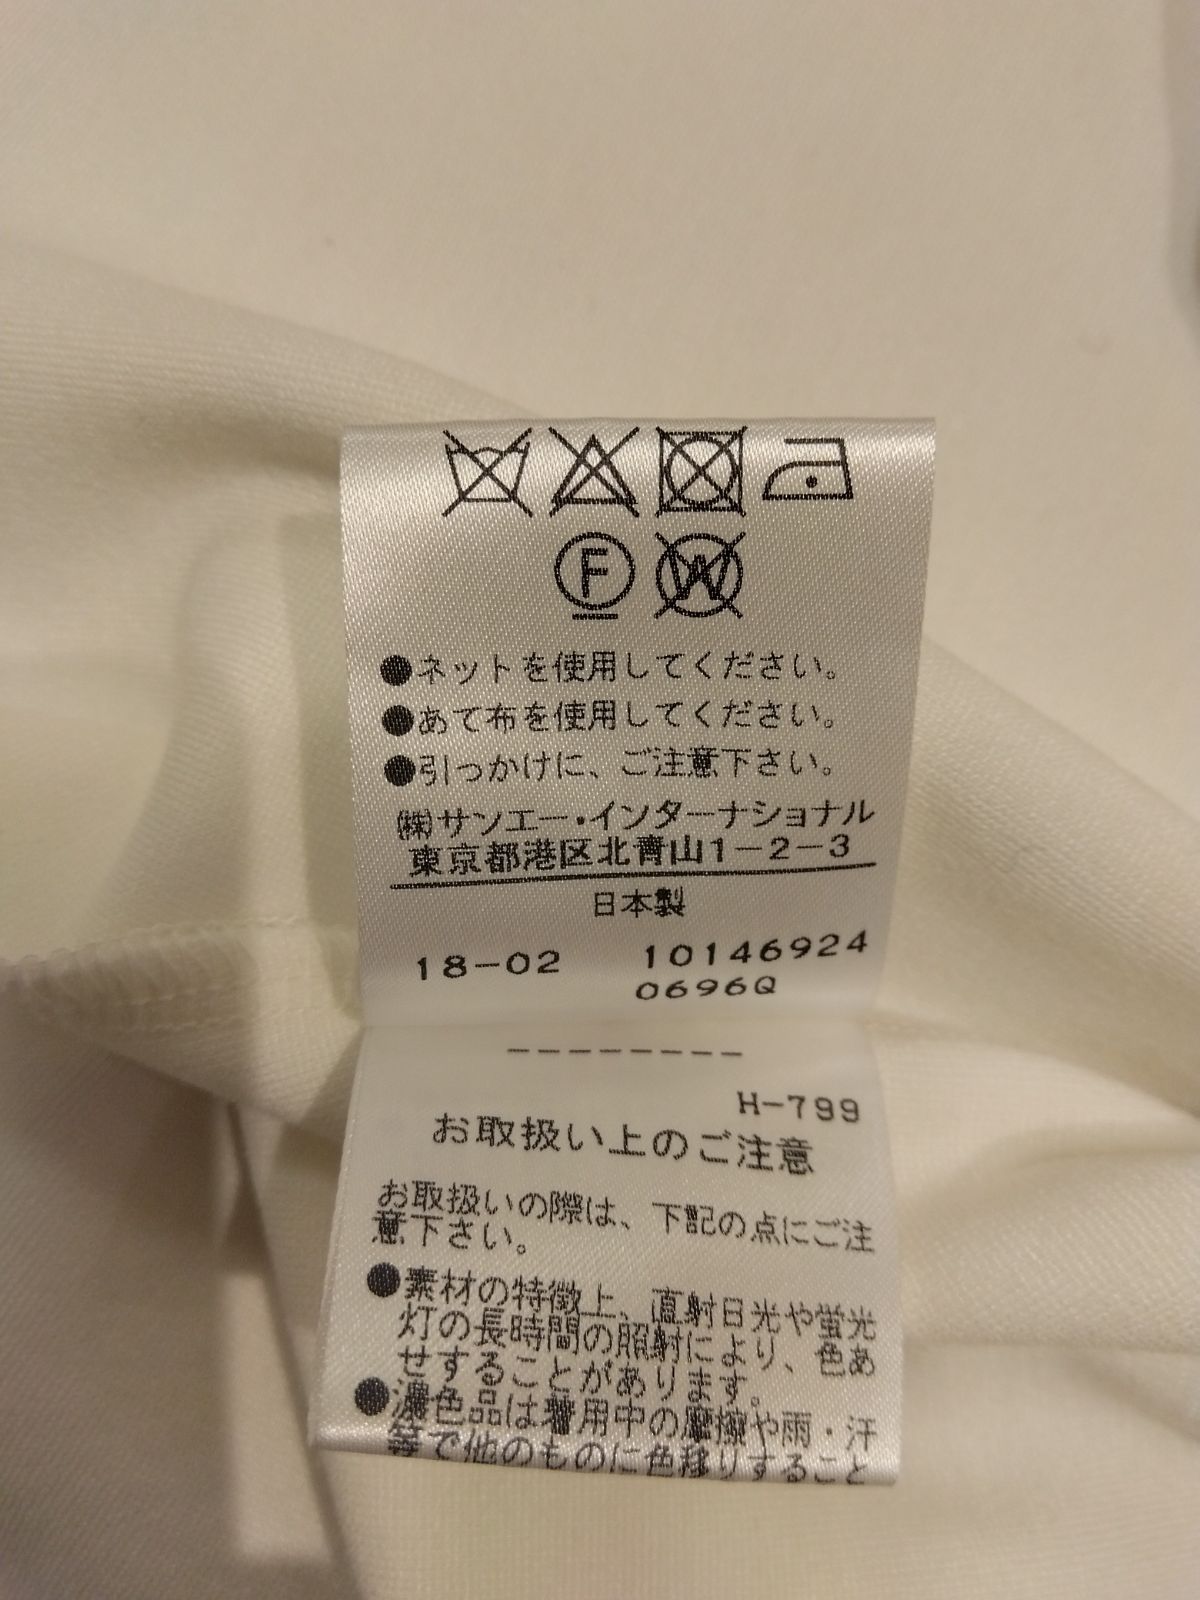 F W
●ネットを使用してください。
●あて布を使用してください。
●引っかけに、ご注意下さい。
㈱サンエー・インターナショナル
東京都港区北青山1-2-3
日本製
18-02 10146924
0696Q
--------
H-799
お取扱い上のご注意
お取扱いの際は、下記の点にご注
意下さい。
●素材の特徴上、直射日光や蛍光
灯の長時間の照射により、色あ
せすることがあります。
●濃色品は着用中の摩擦や雨・汗
等で他のものに色移りすること